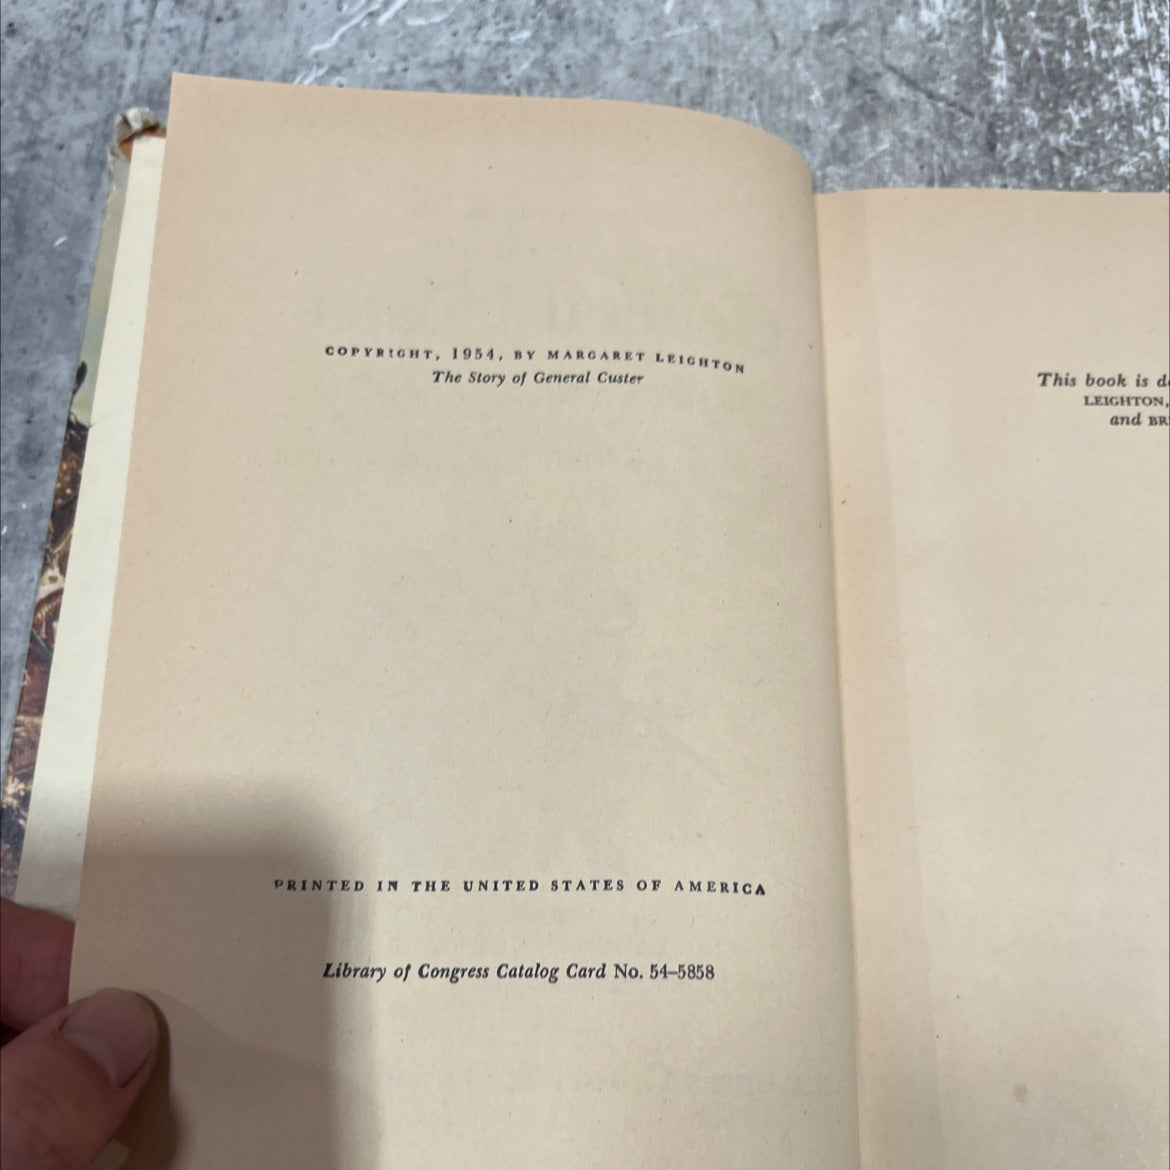 COPYRIGHT, 1954, BY MARGARET LEIGHTON
The Story of General Custer
PRINTED IN THE UNITED STATES OF AMERICA
Library of Congress Catalog Card No. 54–5858
This book is
LEIGHTON,
and